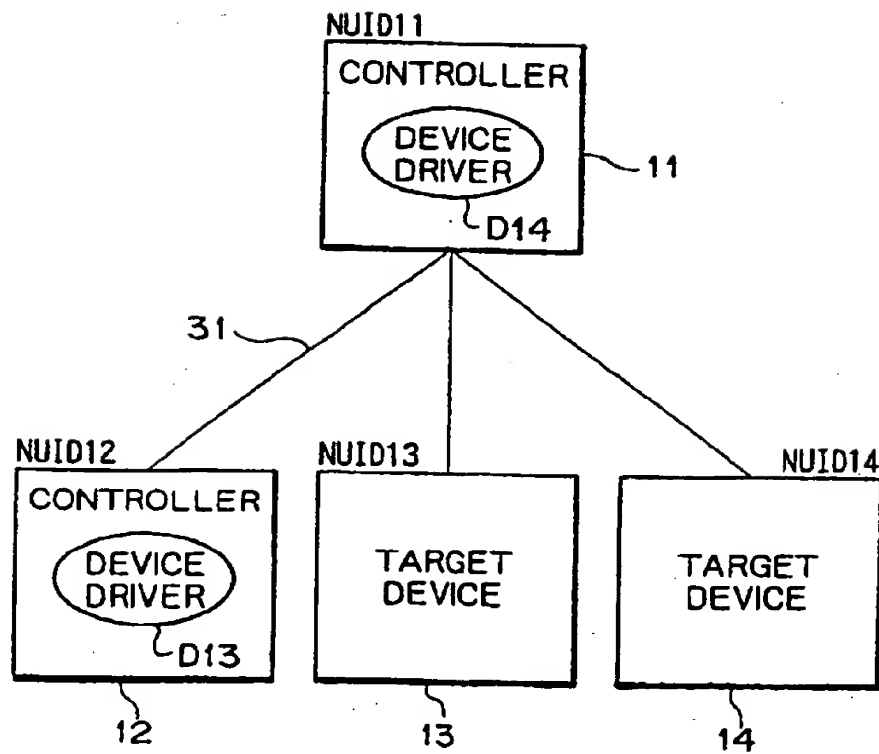 NUID11
CONTROLLER
DEVICE
DRIVER
11
D14
31
NUID12
NUID13
NUID14
CONTROLLER
DEVICE
DRIVER
D13
TARGET
DEVICE
TARGET
DEVICE
12
13
14